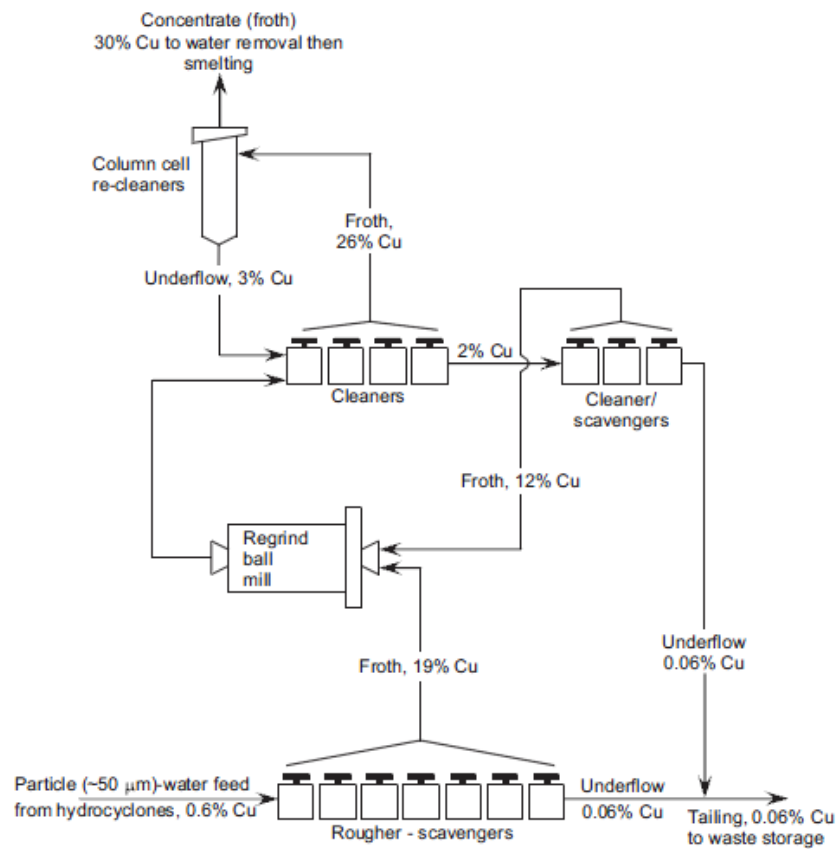 Concentrate (froth)
30% Cu to water removal then
smelting
Column cell
re-cleaners
Froth,
26% Cu
Underflow, 3% Cu
2% Cu
Cleaners
Cleaner/
scavengers
Froth, 12% Cu
Regrind
ball
mill
Underflow
0.06% Cu
Froth, 19% Cu
Particle (~50 μm)-water feed
from hydrocyclones, 0.6% Cu
Rougher - scavengers
Underflow
0.06% Cu
Tailing, 0.06% Cu
to waste storage